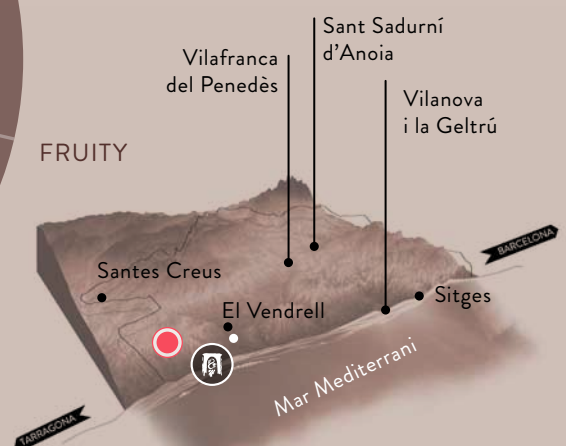 Sant Sadurní
d'Anoia
Vilafranca
del Penedès
Vilanova
i la Geltrú
FRUITY
BARCELONA
Santes Creus
El Vendrell
Sitges
Mar Mediterrani
TARRAGONA